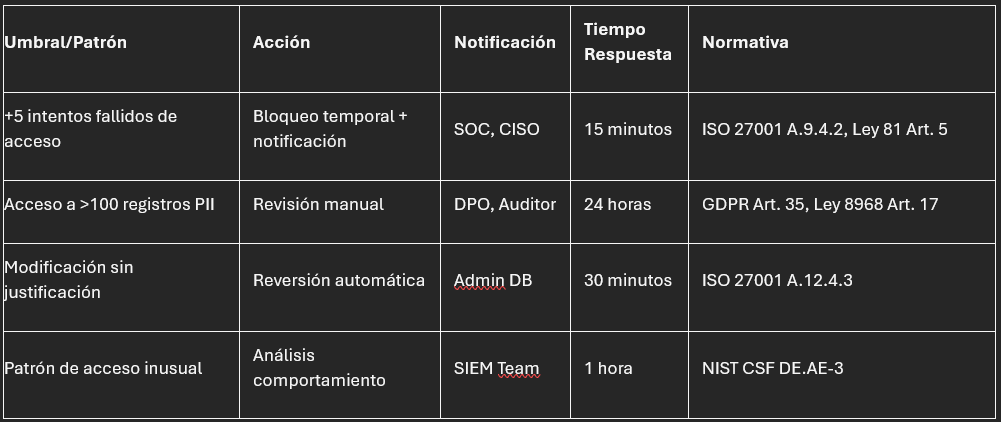 Umbral/Patrón
Acción
Notificación
Tiempo
Respuesta
Normativa
+5 intentos fallidos de
acceso
Bloqueo temporal +
notificación
SOC, CISO
15 minutos
ISO 27001 A.9.4.2, Ley 81 Art. 5
Acceso a >100 registros PII
Revisión manual
DPO, Auditor
24 horas
GDPR Art. 35, Ley 8968 Art. 17
Modificación sin
justificación
Reversión automática
Admin DB
30 minutos
ISO 27001 A.12.4.3
Patrón de acceso inusual
Análisis
comportamiento
SIEM Team
1 hora
NIST CSF DE.AE-3